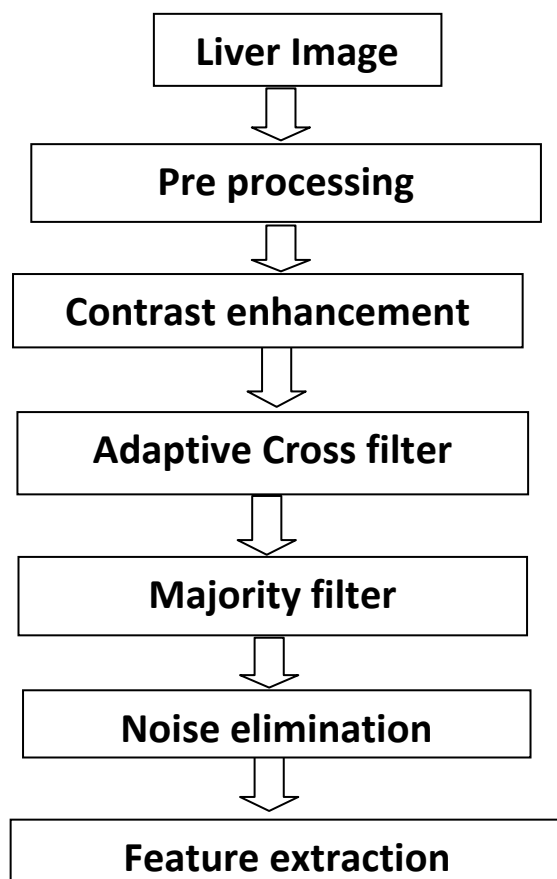 Liver Image
Pre processing
Contrast enhancement
Adaptive Cross filter
Majority filter
Noise elimination
Feature extraction